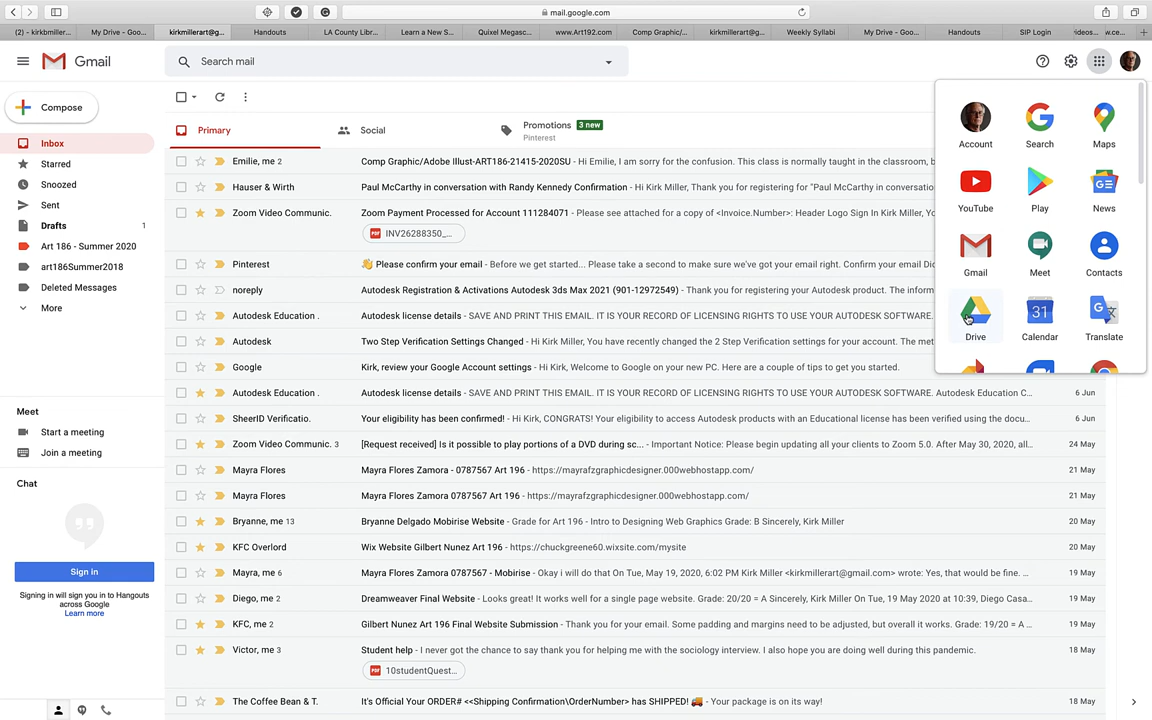 mail.google.com
(2) - kirkbmiller...
My Drive - Goo...
kirkmillerart@g...
Handouts
LA County Libr...
Learn a New S...
Quixel Megasc...
www.Art192.com
Comp Graphic/...
kirkmillerart@g...
Weekly Syllabi
My Drive - Goo...
Handouts
SIP Login
Gmail
Search mail
Compose
Inbox
Starred
Snoozed
Sent
Drafts 1
Art 186 - Summer 2020
art186Summer2018
Deleted Messages
More
Meet
Start a meeting
Join a meeting
Chat
Sign in
Signing in will sign you in to Hangouts
across Google
Learn more
Primary
Social
Promotions 3 new
Pinterest
Emilie, me 2 Comp Graphic/Adobe Illust-ART186-21415-2020SU - Hi Emilie, I am sorry for the confusion. This class is normally taught in the classroom,
Hauser & Wirth Paul McCarthy in conversation with Randy Kennedy Confirmation - Hi Kirk Miller, Thank you for registering for "Paul McCarthy in conversatio
Zoom Video Communic. Zoom Payment Processed for Account 111284071 - Please see attached for a copy of <Invoice.Number>: Header Logo Sign In Kirk Miller,
INV26288350_...
Pinterest 👋 Please confirm your email - Before we get started... Please take a second to make sure we've got your email right. Confirm your email
noreply Autodesk Registration & Activations Autodesk 3ds Max 2021 (901-12972549) - Thank you for registering your Autodesk product. The inform
Autodesk Education . Autodesk license details - SAVE AND PRINT THIS EMAIL. IT IS YOUR RECORD OF LICENSING RIGHTS TO USE YOUR AUTODESK SOFTWARE.
Autodesk Two Step Verification Settings Changed - Hi Kirk Miller, You have recently changed the 2 Step Verification settings for your account. The
Google Kirk, review your Google Account settings - Hi Kirk, Welcome to Google on your new PC. Here are a couple of tips to get you started.
Autodesk Education . Autodesk license details - SAVE AND PRINT THIS EMAIL. IT IS YOUR RECORD OF LICENSING RIGHTS TO USE YOUR AUTODESK SOFTWARE. Autodesk Education C... 6 Jun
SheerID Verificatio. Your eligibility has been confirmed! - Hi Kirk, CONGRATS! Your eligibility to access Autodesk products with an Educational license has been verified using the docu... 6 Jun
Zoom Video Communic. 3 [Request received] Is it possible to play portions of a DVD during sc... - Important Notice: Please begin updating all your clients to Zoom 5.0. After May 30, 2020, all... 24 May
Mayra Flores Mayra Flores Zamora - 0787567 Art 196 - https://mayrafzgraphicdesigner.000webhostapp.com/ 21 May
Mayra Flores Mayra Flores Zamora 0787567 Art 196 - https://mayrafzgraphicdesigner.000webhostapp.com/ 21 May
Bryanne, me 13 Bryanne Delgado Mobirise Website - Grade for Art 196 - Intro to Designing Web Graphics Grade: B Sincerely, Kirk Miller 20 May
KFC Overlord Wix Website Gilbert Nunez Art 196 - https://chuckgreene60.wixsite.com/mysite 20 May
Mayra, me 6 Mayra Flores Zamora 0787567 - Mobirise - Okay i will do that On Tue, May 19, 2020, 6:02 PM Kirk Miller <kirkmillerart@gmail.com> wrote: Yes, that would be fine. ... 19 May
Diego, me 2 Dreamweaver Final Website - Looks great! It works well for a single page website. Grade: 20/20 = A Sincerely, Kirk Miller On Tue, 19 May 2020 at 10:39, Diego Casa... 19 May
KFC, me 2 Gilbert Nunez Art 196 Final Website Submission - Thank you for your email. Some padding and margins need to be adjusted, but overall it works. Grade: 19/20 = A ... 19 May
Victor, me 3 Student help - I never got the chance to say thank you for helping me with the sociology interview. I also hope you are doing well during this pandemic. 18 May
10studentQuest...
The Coffee Bean & T. It's Official Your ORDER# <<Shipping Confirmation\OrderNumber> has SHIPPED! 🚚 - Your package is on its way! 18 May
Account
Search
Maps
YouTube
Play
News
Gmail
Meet
Contacts
Drive
31
Calendar
Translate